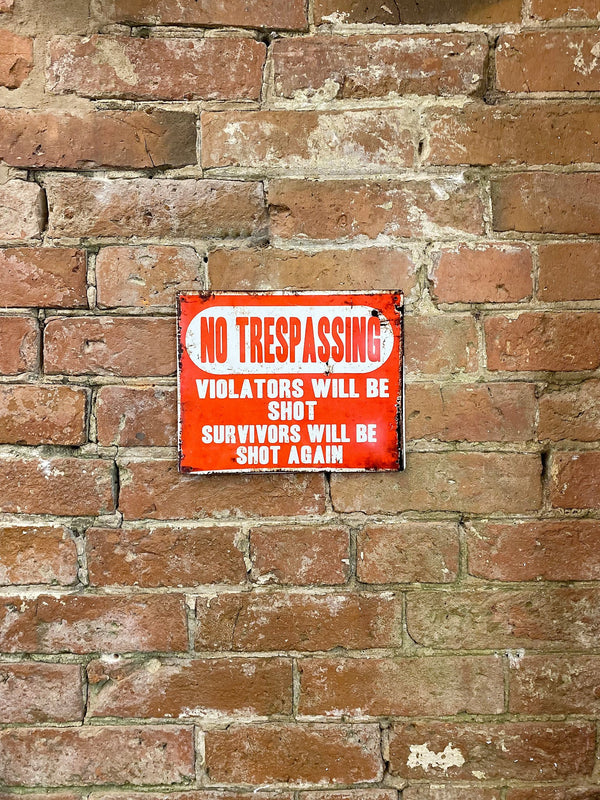 NO TRESPASSING
VIOLATORS WILL BE
SHOT
SURVIVORS WILL BE
SHOT AGAIN